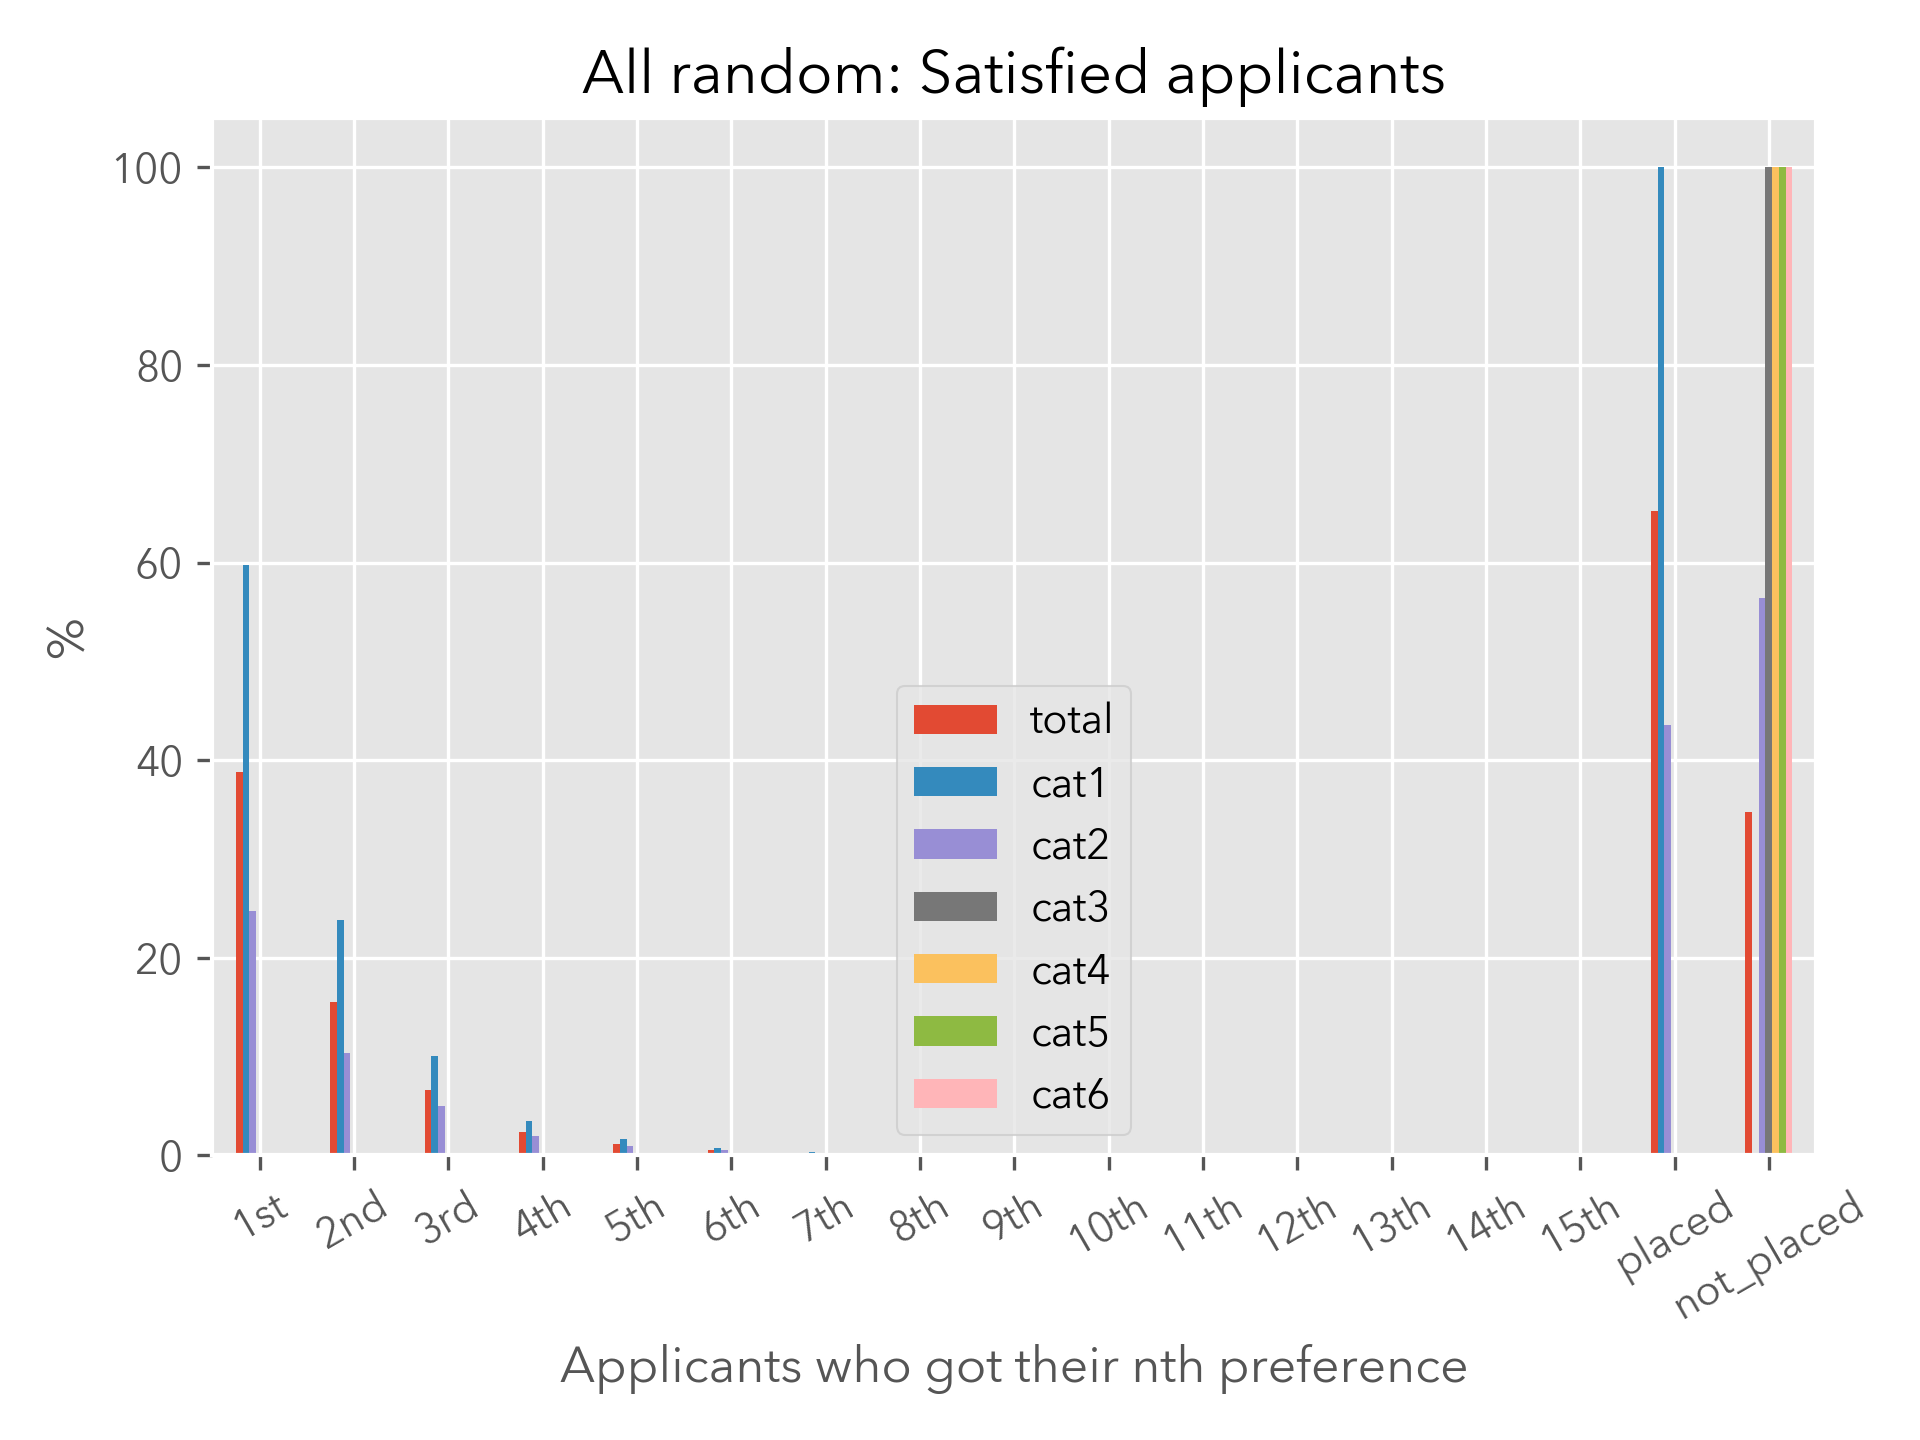 All random: Satisfied applicants
100
80
60
40
20
0
%
total
cat1
cat2
cat3
cat4
cat5
cat6
1st
2nd
3rd
4th
5th
6th
7th
8th
9th
10th
11th
12th
13th
14th
15th
placed
not_placed
Applicants who got their nth preference